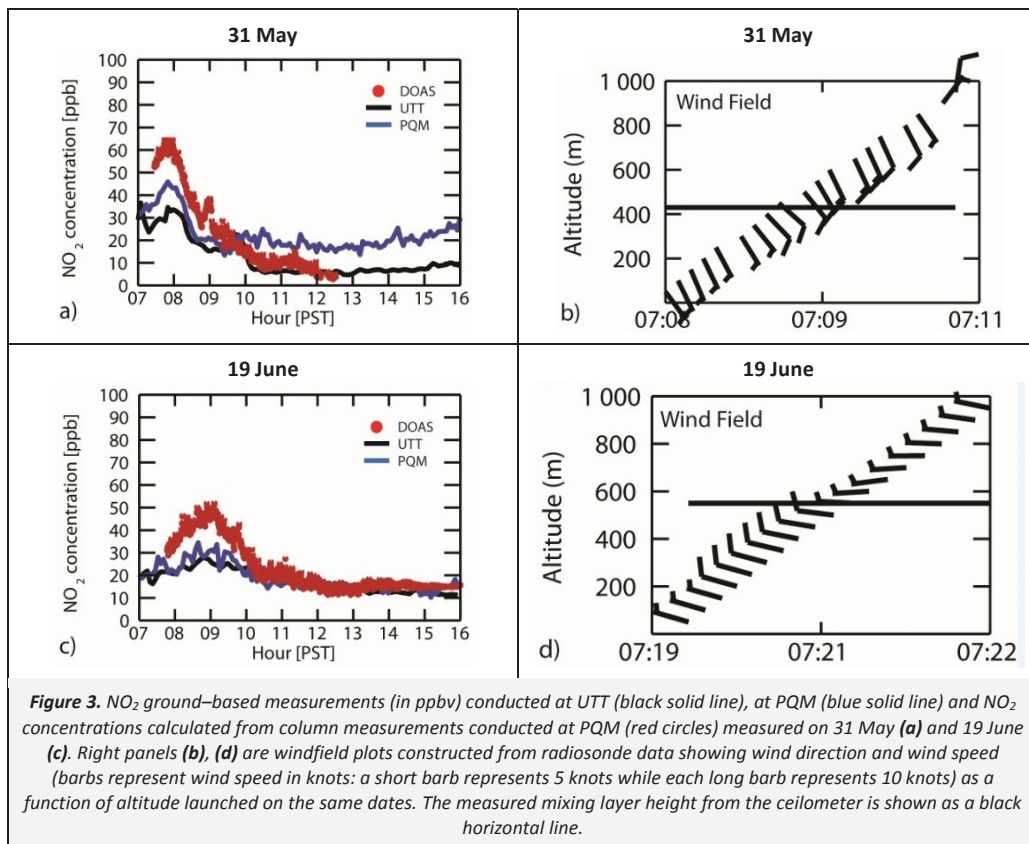 31 May
100
90
80
70
60
50
40
30
20
10
0
NO2 concentration [ppb]
DOAS
UTT
PQM
07 08 09 10 11 12 13 14 15 16
Hour [PST]
a)
31 May
1 000
800
600
400
200
Altitude (m)
Wind Field
07:09 07:11
b)
19 June
100
90
80
70
60
50
40
30
20
10
0
NO2 concentration [ppb]
DOAS
UTT
PQM
07 08 09 10 11 12 13 14 15 16
Hour [PST]
c)
19 June
1 000
800
600
400
200
Altitude (m)
Wind Field
07:19 07:21 07:22
d)
Figure 3. NO2 ground–based measurements (in ppbv) conducted at UTT (black solid line), at PQM (blue solid line) and NO2
concentrations calculated from column measurements conducted at PQM (red circles) measured on 31 May (a) and 19 June
(c). Right panels (b), (d) are windfield plots constructed from radiosonde data showing wind direction and wind speed
(barbs represent wind speed in knots: a short barb represents 5 knots while each long barb represents 10 knots) as a
function of altitude launched on the same dates. The measured mixing layer height from the ceilometer is shown as a black
horizontal line.